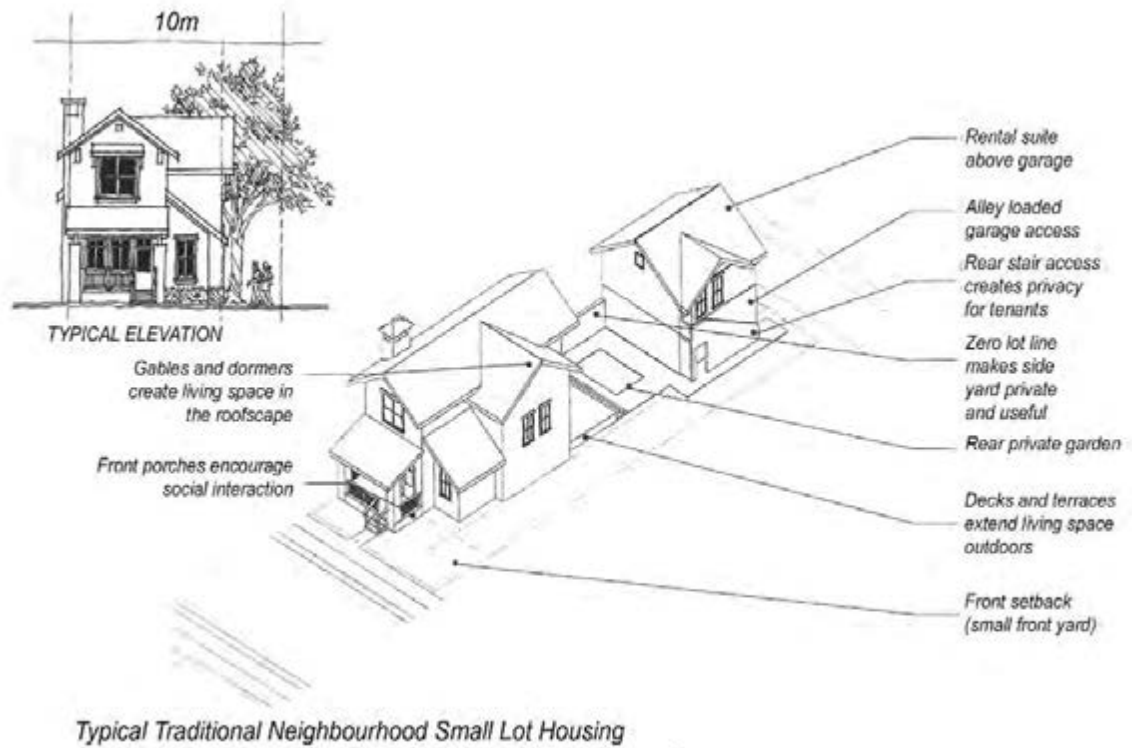 10m
TYPICAL ELEVATION
Gables and dormers
create living space in
the roofscape
Front porches encourage
social interaction
Rental suite
above garage
Alley loaded
garage access
Rear stair access
creates privacy
for tenants
Zero lot line
makes side
yard private
and useful
Rear private garden
Decks and terraces
extend living space
outdoors
Front setback
(small front yard)
Typical Traditional Neighbourhood Small Lot Housing